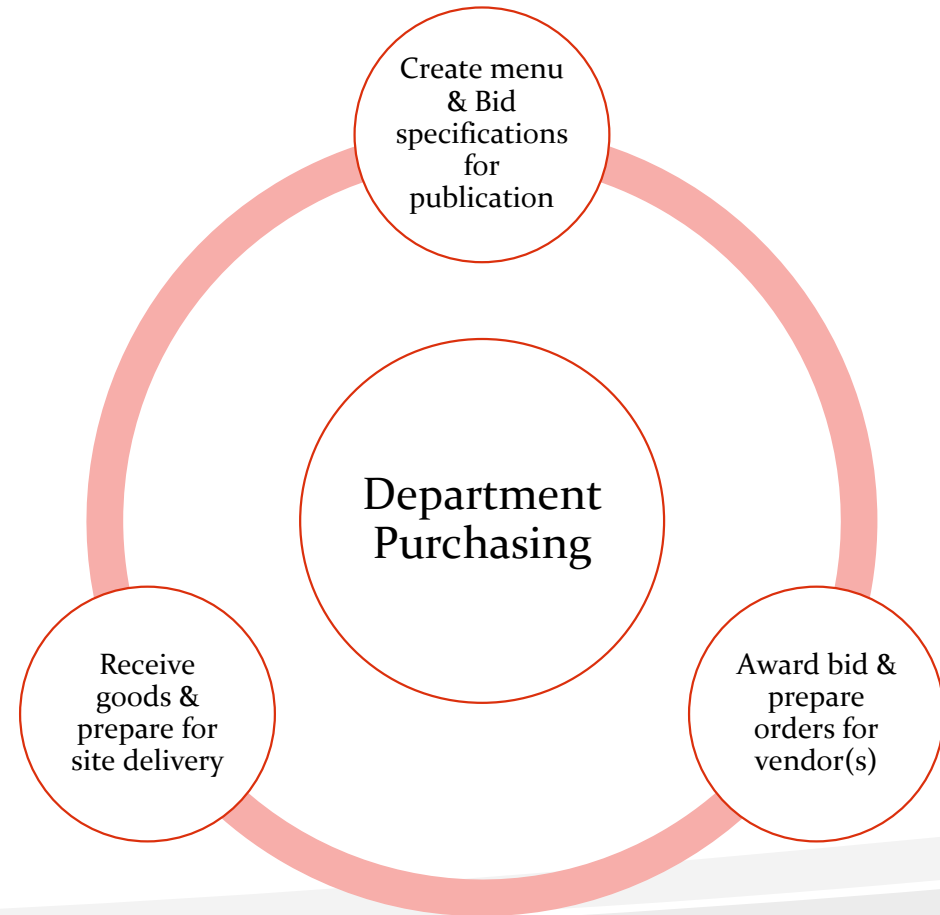 Create menu
& Bid
specifications
for
publication
Department
Purchasing
Receive
goods &
prepare for
site delivery
Award bid &
prepare
orders for
vendor(s)